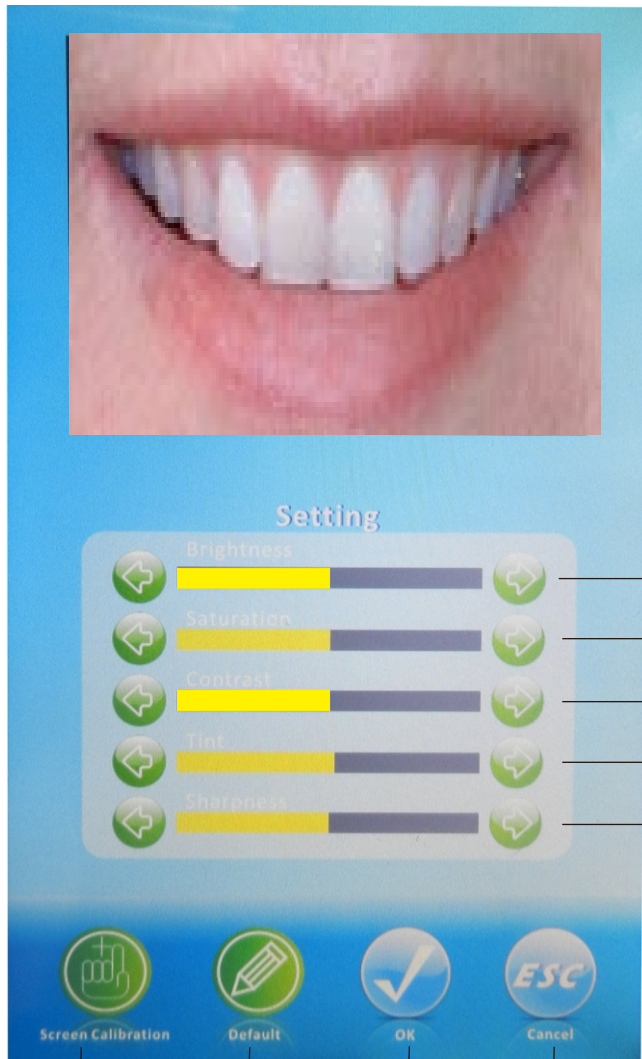 Setting
Brightness
Saturation
Contrast
Tint
Sharpness
ESC
Screen Calibration
Default
OK
Cancel